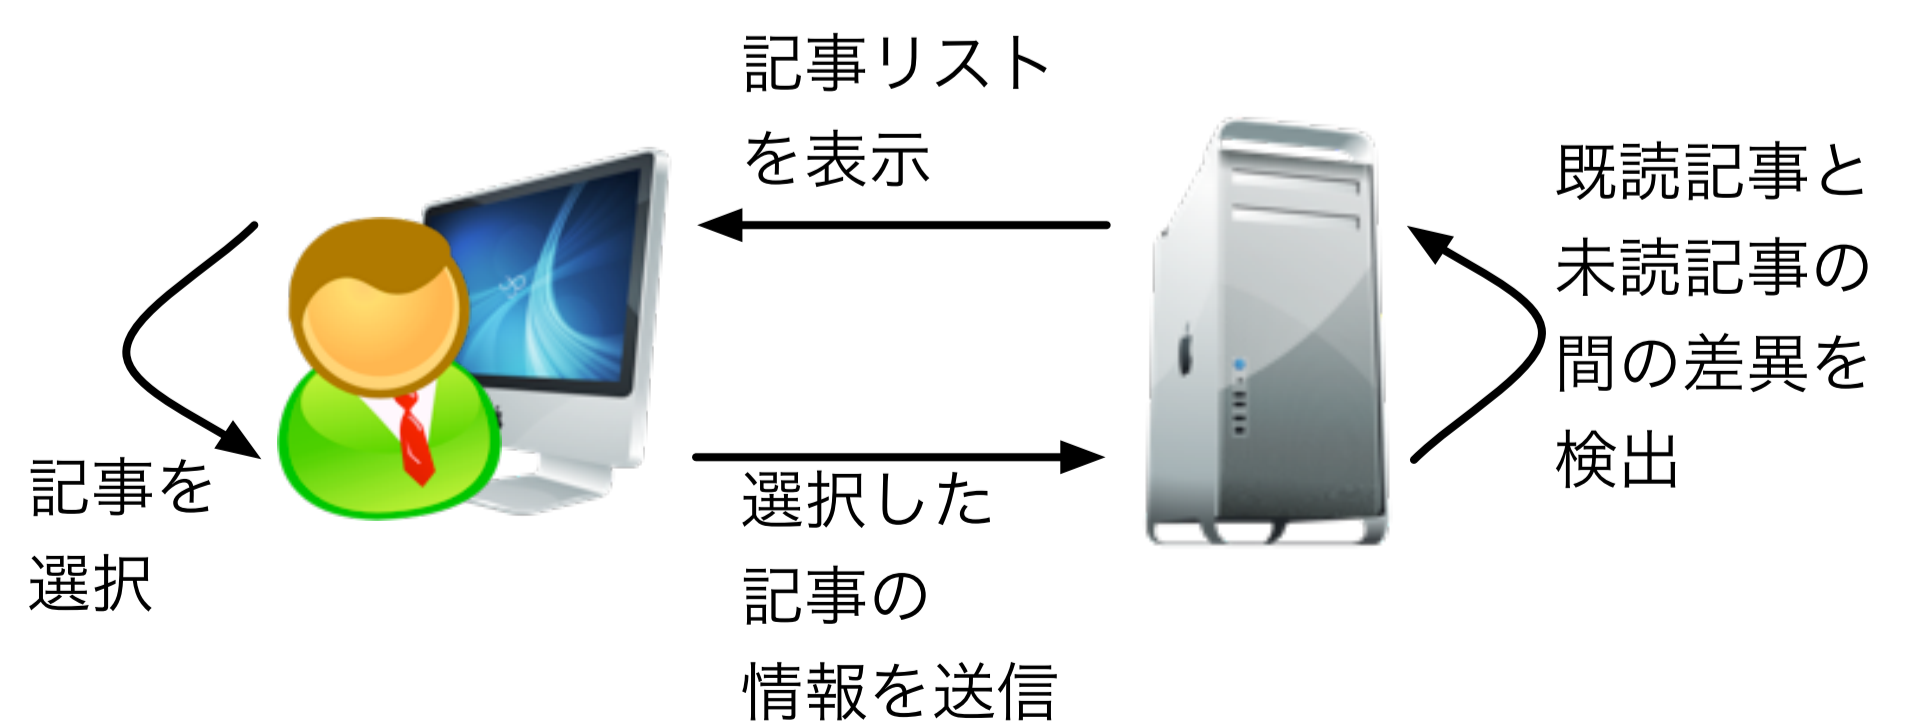 記事リスト
を表示
既読記事と
未読記事の
間の差異を
検出
記事を
選択
選択した
記事の
情報を送信